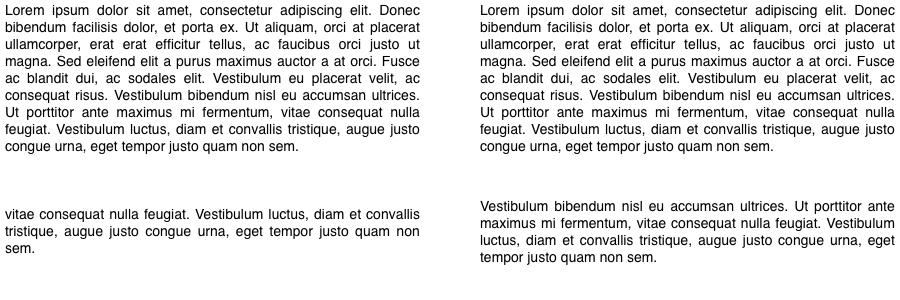 Lorem ipsum dolor sit amet, consectetur adipiscing elit. Donec
bibendum facilisis dolor, et porta ex. Ut aliquam, orci at placerat
ullamcorper, erat erat efficitur tellus, ac faucibus orci justo ut
magna. Sed eleifend elit a purus maximus auctor a at orci. Fusce
ac blandit dui, ac sodales elit. Vestibulum eu placerat velit, ac
consequat risus. Vestibulum bibendum nisl eu accumsan ultrices.
Ut porttitor ante maximus mi fermentum, vitae consequat nulla
feugiat. Vestibulum luctus, diam et convallis tristique, augue justo
congue urna, eget tempor justo quam non sem.
vitae consequat nulla feugiat. Vestibulum luctus, diam et convallis
tristique, augue justo congue urna, eget tempor justo quam non
sem.
Lorem ipsum dolor sit amet, consectetur adipiscing elit. Donec
bibendum facilisis dolor, et porta ex. Ut aliquam, orci at placerat
ullamcorper, erat erat efficitur tellus, ac faucibus orci justo ut
magna. Sed eleifend elit a purus maximus auctor a at orci. Fusce
ac blandit dui, ac sodales elit. Vestibulum eu placerat velit, ac
consequat risus. Vestibulum bibendum nisl eu accumsan ultrices.
Ut porttitor ante maximus mi fermentum, vitae consequat nulla
feugiat. Vestibulum luctus, diam et convallis tristique, augue justo
congue urna, eget tempor justo quam non sem.
Vestibulum bibendum nisl eu accumsan ultrices. Ut porttitor ante
maximus mi fermentum, vitae consequat nulla feugiat. Vestibulum
luctus, diam et convallis tristique, augue justo congue urna, eget
tempor justo quam non sem.